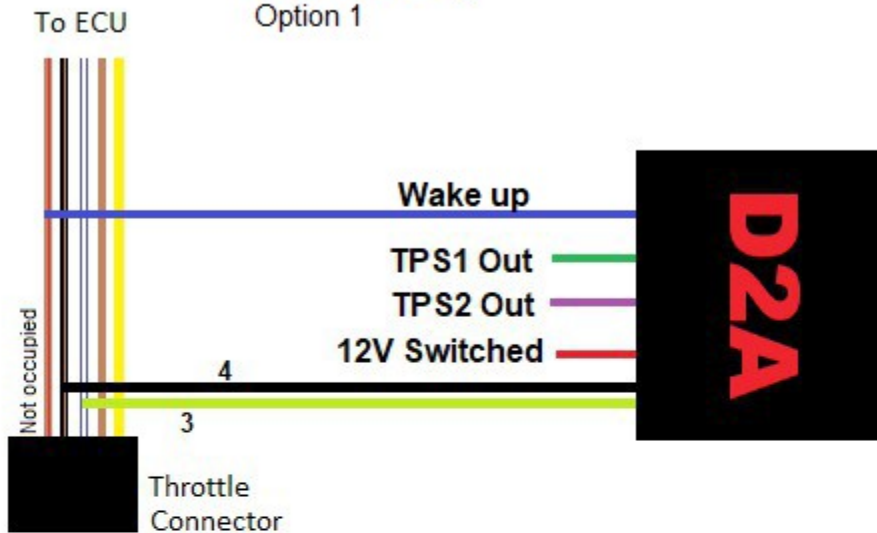 To ECU
Option 1
Wake up
TPS1 Out
TPS2 Out
12V Switched
4
3
Not occupied
D2A
Throttle
Connector